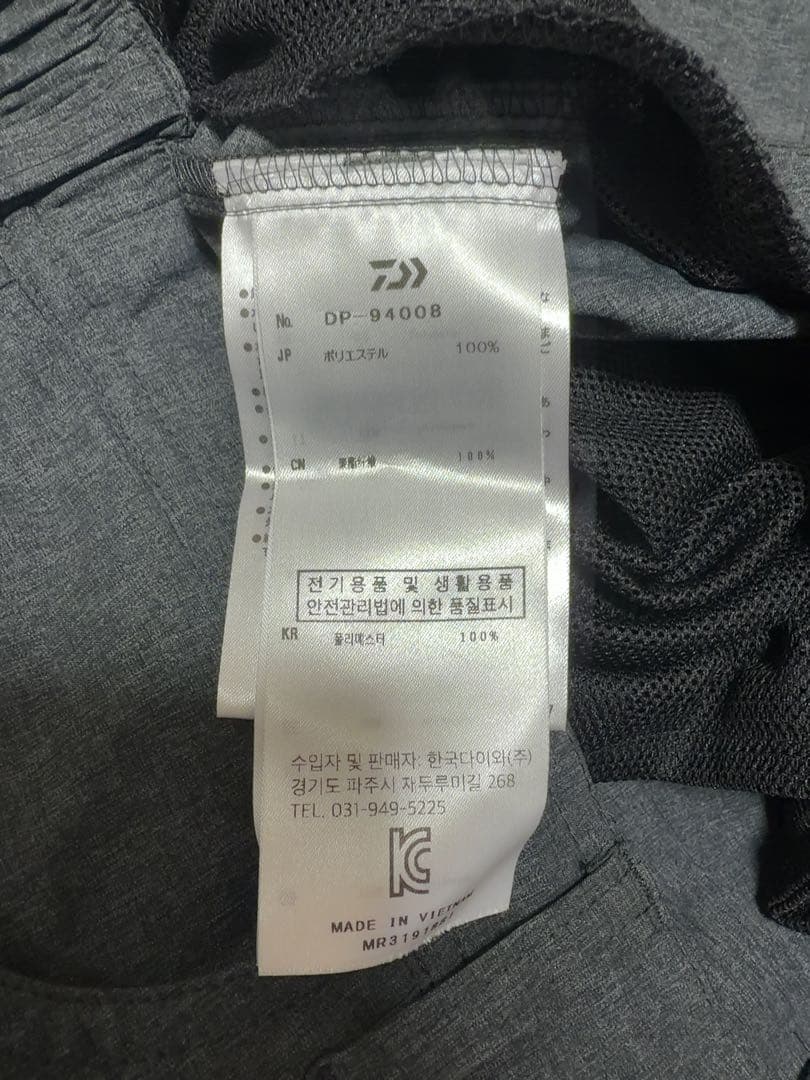 No. DP-9400B
JP ポリエステル 100%
CN 100%
전기용품 및 생활용품
안전관리법에 의한 품질표시
KR 폴리에스터 100%
수입자 및 판매자: 한국다이와(주)
경기도 파주시 재두루미길 268
TEL. 031-949-5225
KC
MADE IN VIETNAM